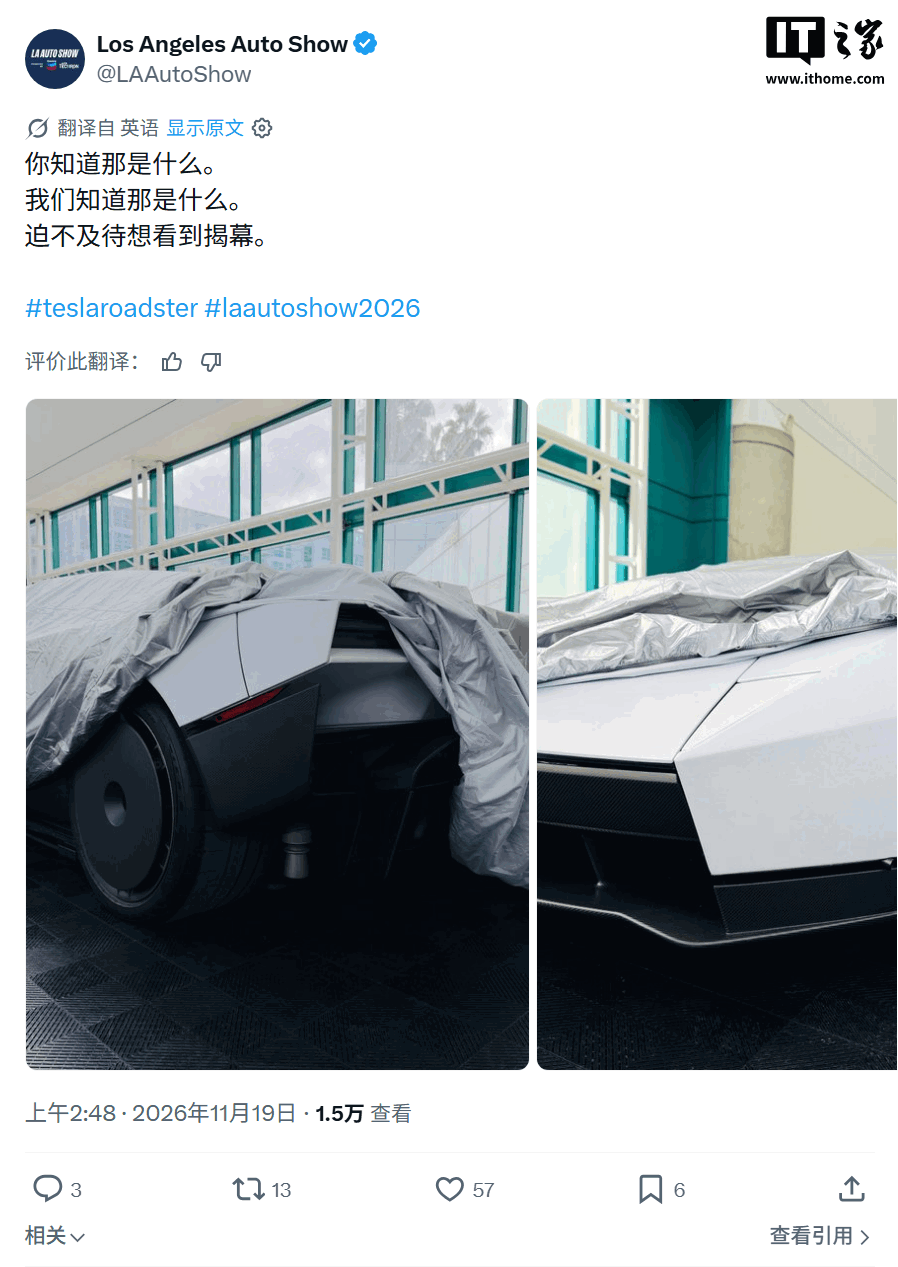 Los Angeles Auto Show
@LAAutoShow
LA AUTO SHOW
IT之家
www.ithome.com
翻译自 英语 显示原文
你知道那是什么。
我们知道那是什么。
迫不及待想看到揭幕。
#teslaroadster #laautoshow2026
评价此翻译：
上午2:48 · 2026年11月19日 · 1.5万 查看
3
13
57
6
相关
查看引用